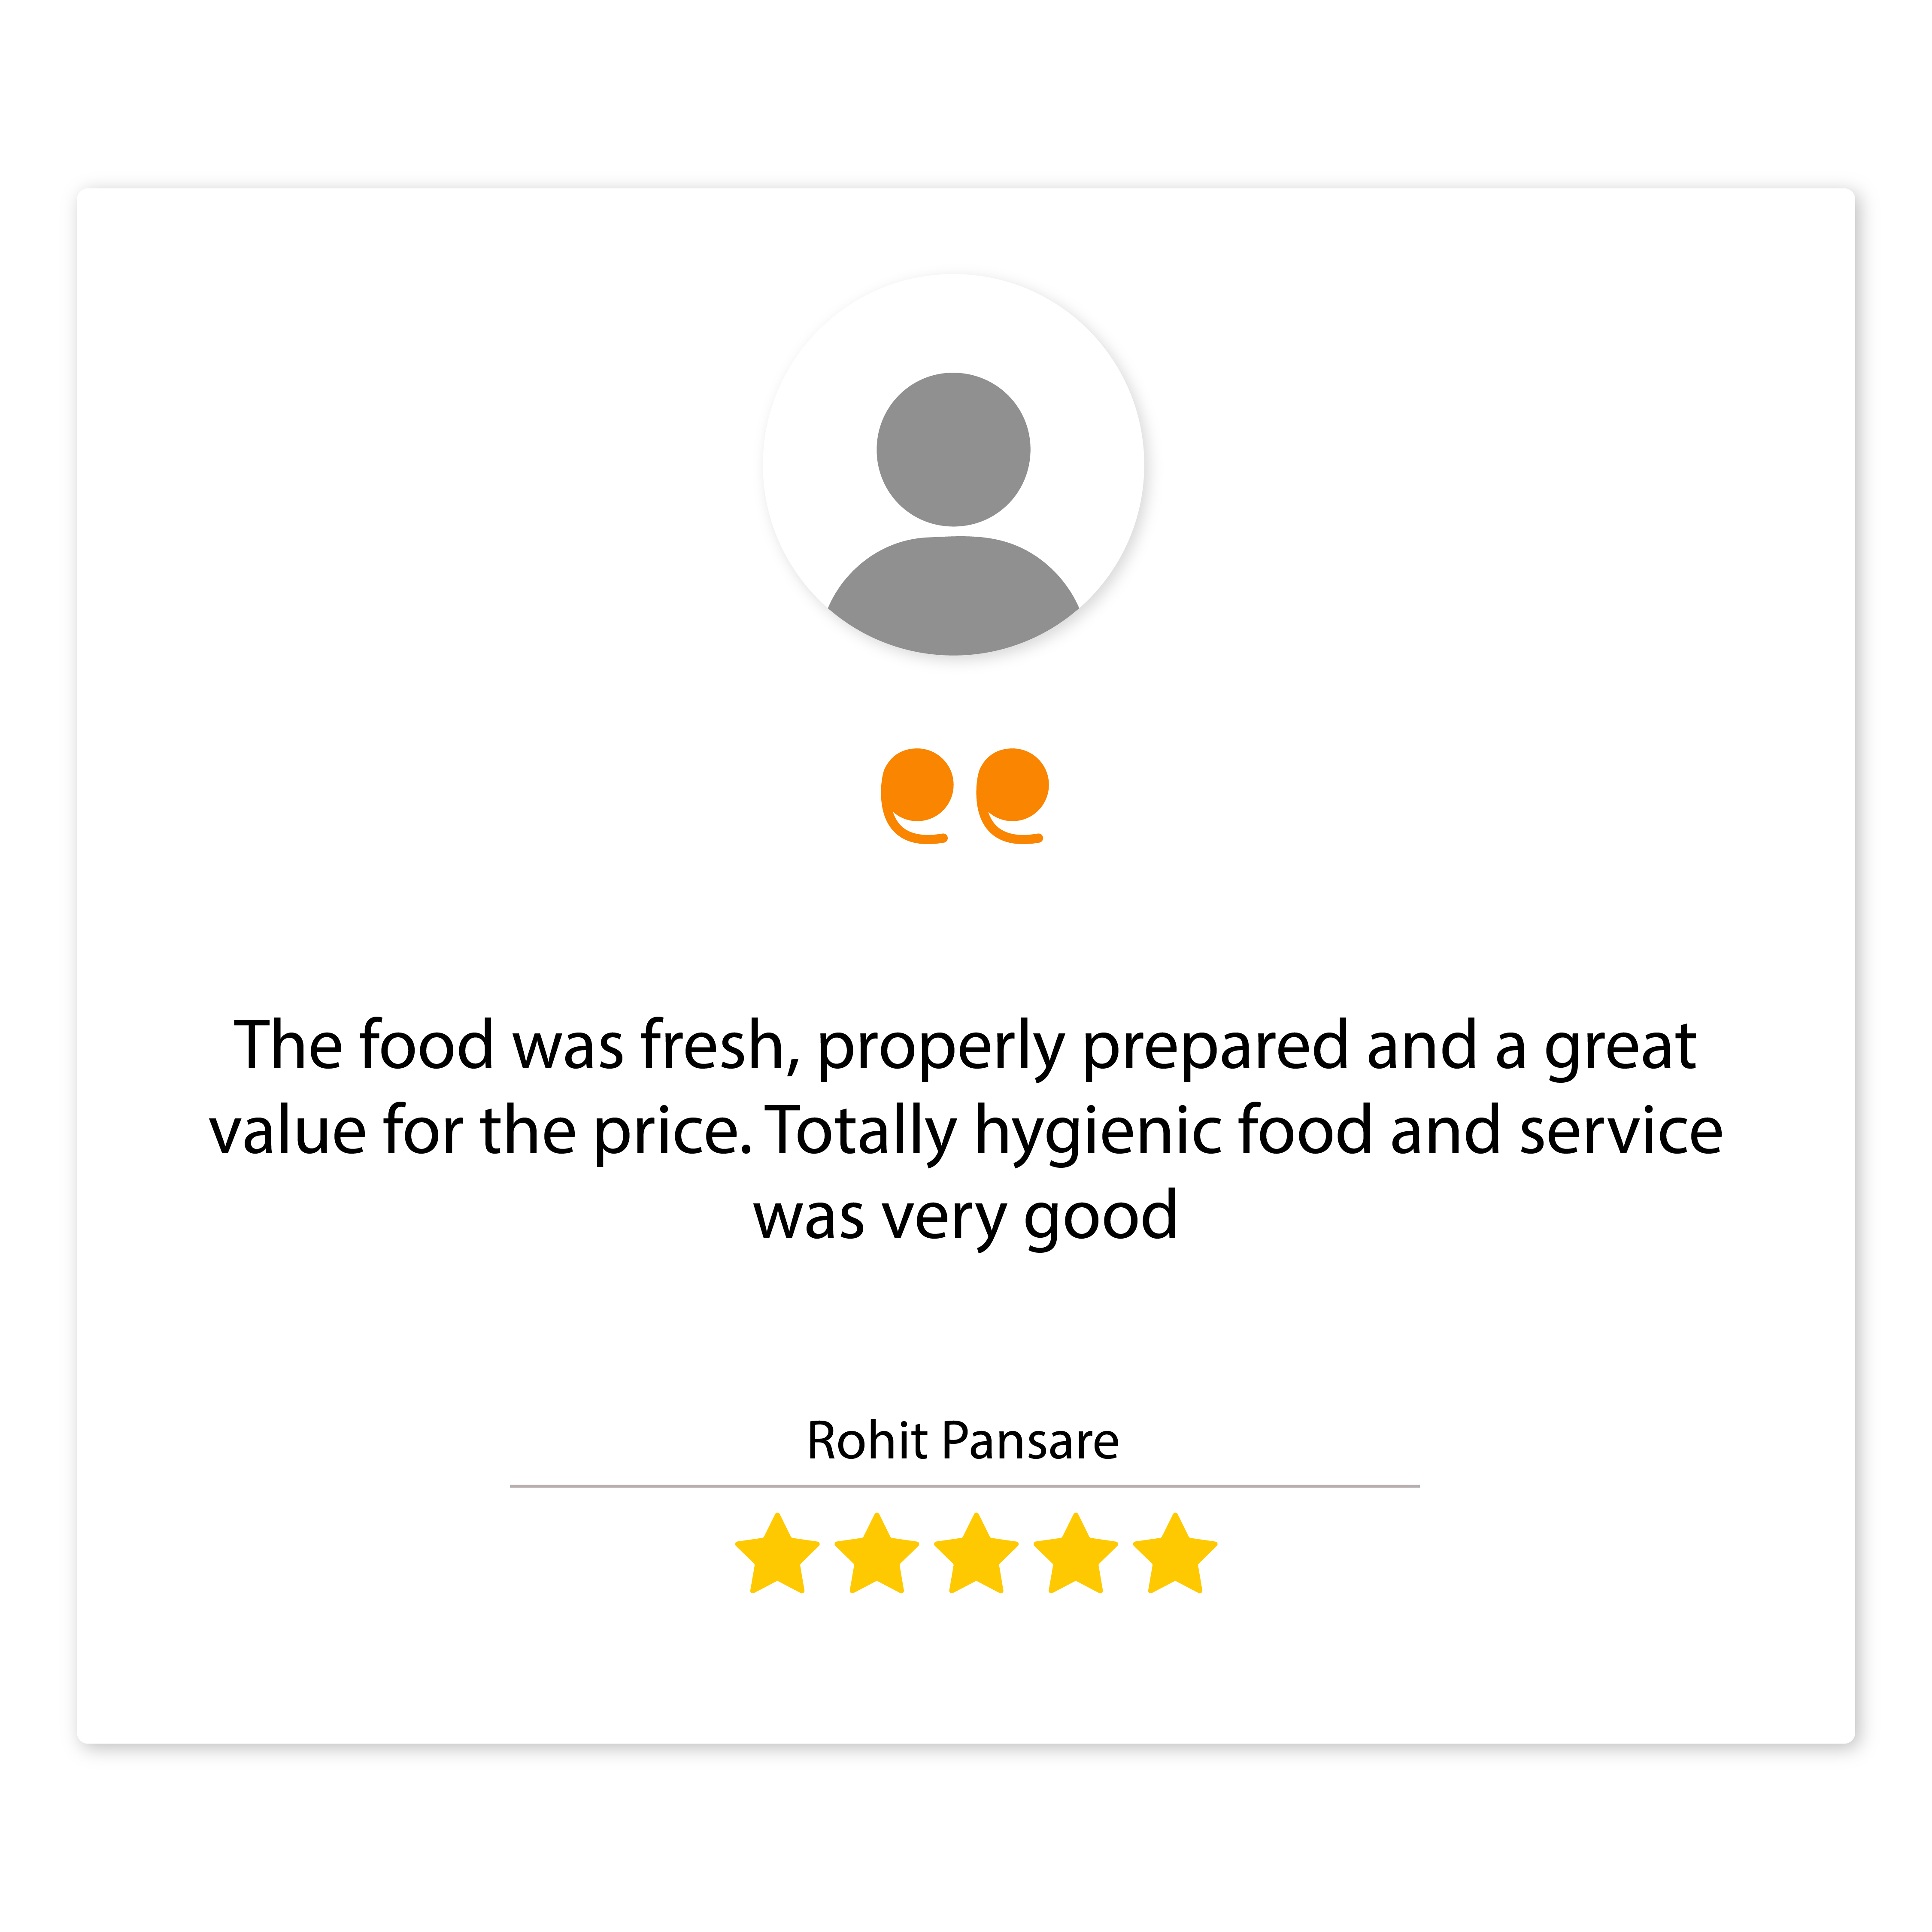 The food was fresh, properly prepared and a great
value for the price. Totally hygienic food and service
was very good
Rohit Pansare